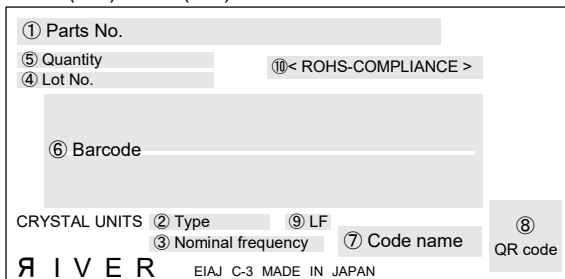 ① Parts No.
⑤ Quantity
⑩< ROHS-COMPLIANCE >
④ Lot No.
⑥ Barcode
CRYSTAL UNITS ② Type ⑨ LF
③ Nominal frequency ⑦ Code name
⑧
QR code
ЯIVER EIAJ C-3 MADE IN JAPAN